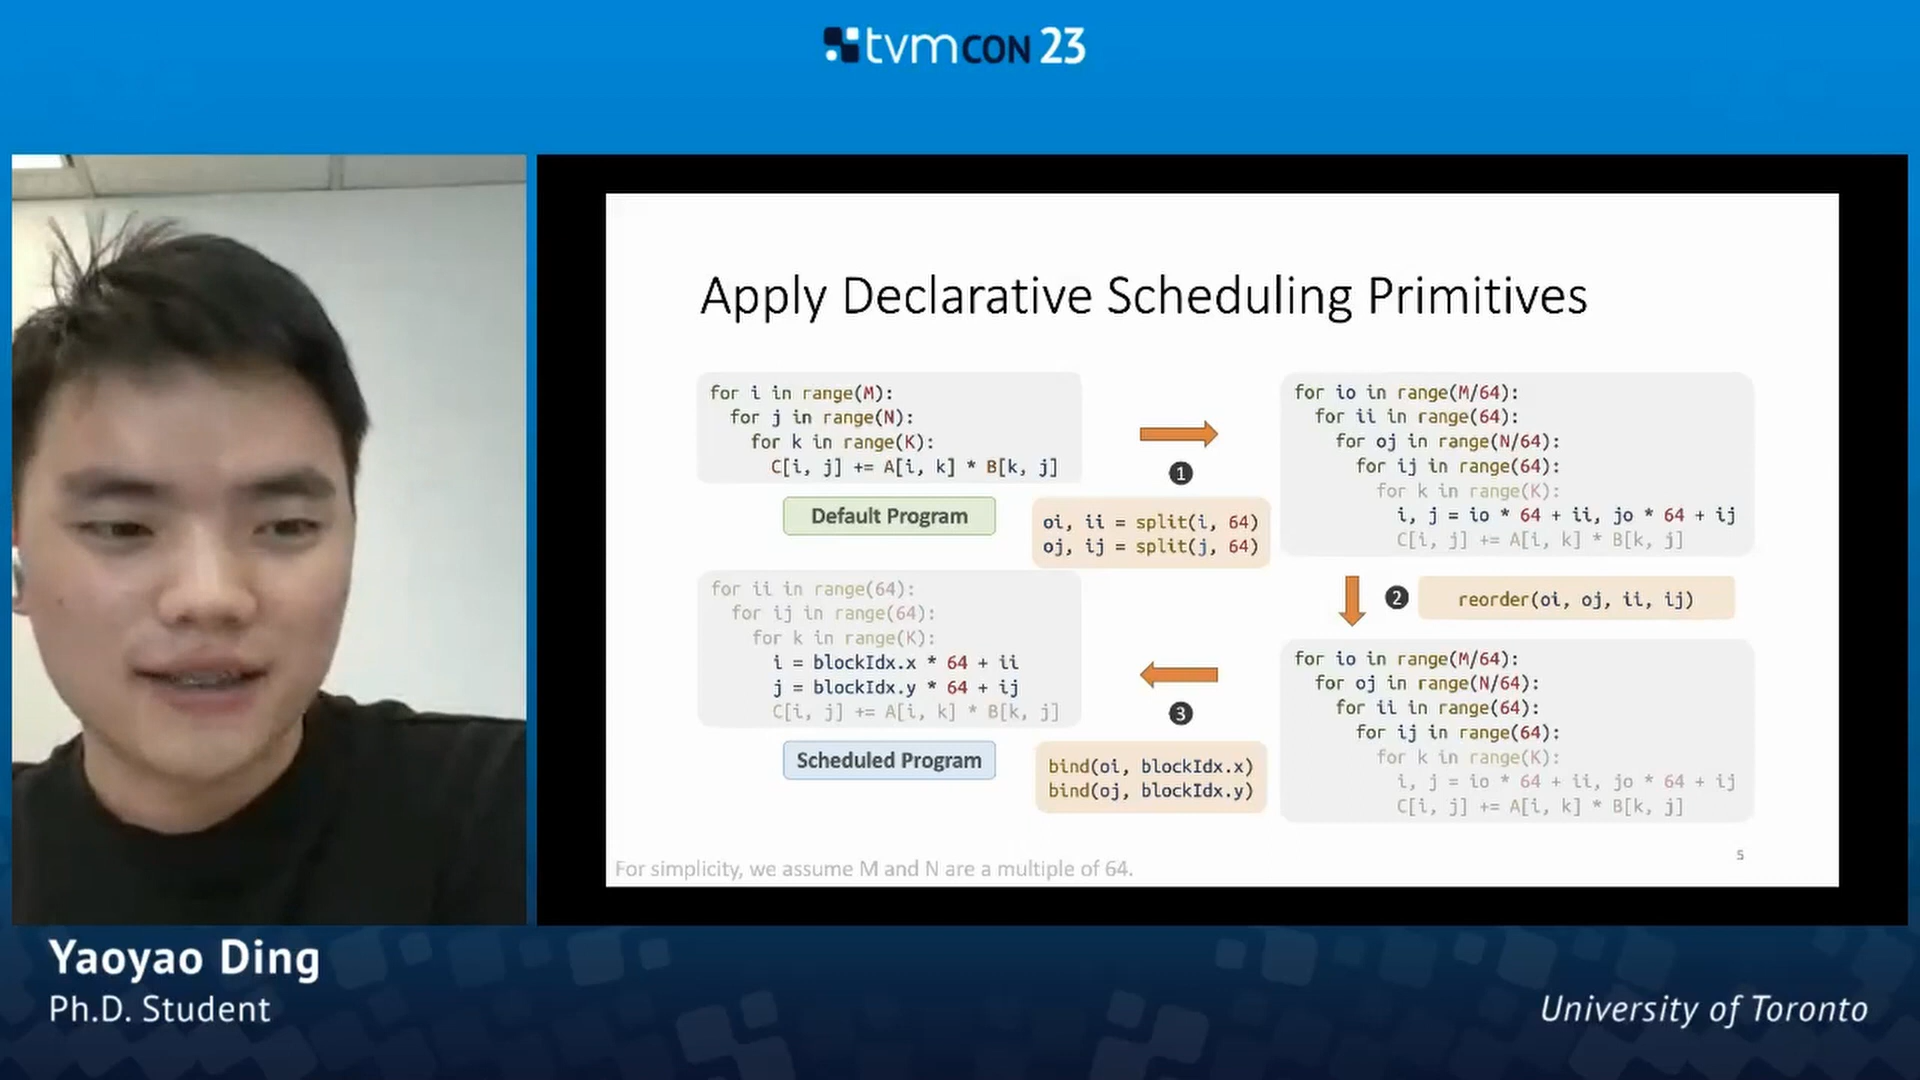 tvmcon 23
Apply Declarative Scheduling Primitives
for i in range(M):
for j in range(N):
for k in range(K):
C[i, j] += A[i, k] * B[k, j]
Default Program
1
oi, ii = split(i, 64)
oj, ij = split(j, 64)
for io in range(M/64):
for ii in range(64):
for oj in range(N/64):
for ij in range(64):
for k in range(K):
i, j = io * 64 + ii, jo * 64 + ij
C[i, j] += A[i, k] * B[k, j]
2
reorder(oi, oj, ii, ij)
for io in range(M/64):
for oj in range(N/64):
for ii in range(64):
for ij in range(64):
for k in range(K):
i, j = io * 64 + ii, jo * 64 + ij
C[i, j] += A[i, k] * B[k, j]
3
bind(oi, blockIdx.x)
bind(oj, blockIdx.y)
for ii in range(64):
for ij in range(64):
for k in range(K):
i = blockIdx.x * 64 + ii
j = blockIdx.y * 64 + ij
C[i, j] += A[i, k] * B[k, j]
Scheduled Program
For simplicity, we assume M and N are a multiple of 64.
5
Yaoyao Ding
Ph.D. Student
University of Toronto